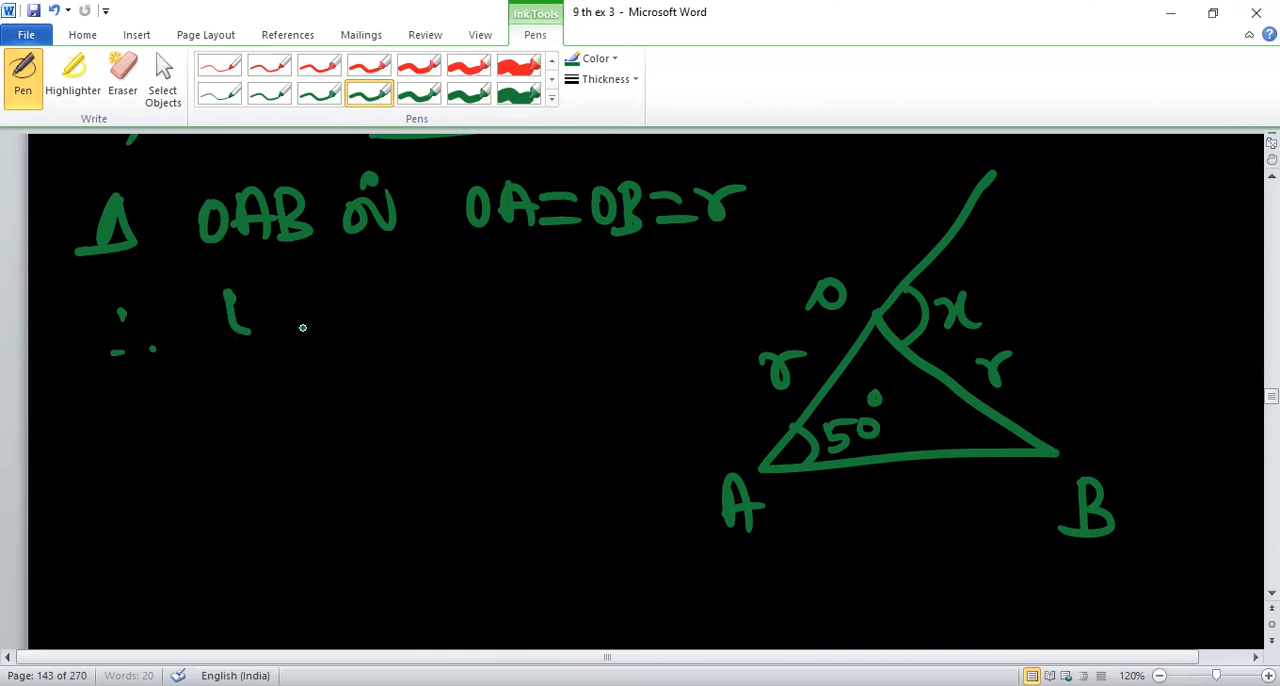 Ink Tools
9 th ex 3 - Microsoft Word
File Home Insert Page Layout References Mailings Review View Pens
Pen Highlighter Eraser Select Objects
Color
Thickness
Write
Pens
Δ OAB ல் OA=OB=r
∴
O
x
r
r
50°
A
B
Page: 143 of 270
Words: 20
English (India)
120%